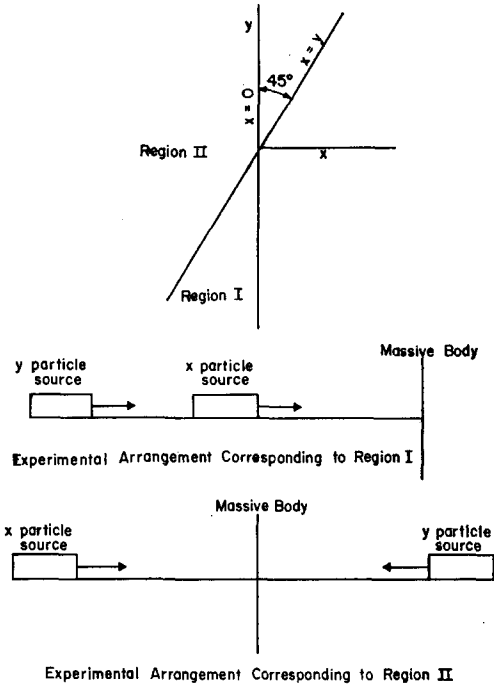 y
x = y
45°
x = 0
Region II
x
Region I
Massive Body
y particle
source
x particle
source
Experimental Arrangement Corresponding to Region I
Massive Body
x particle
source
y particle
source
Experimental Arrangement Corresponding to Region II